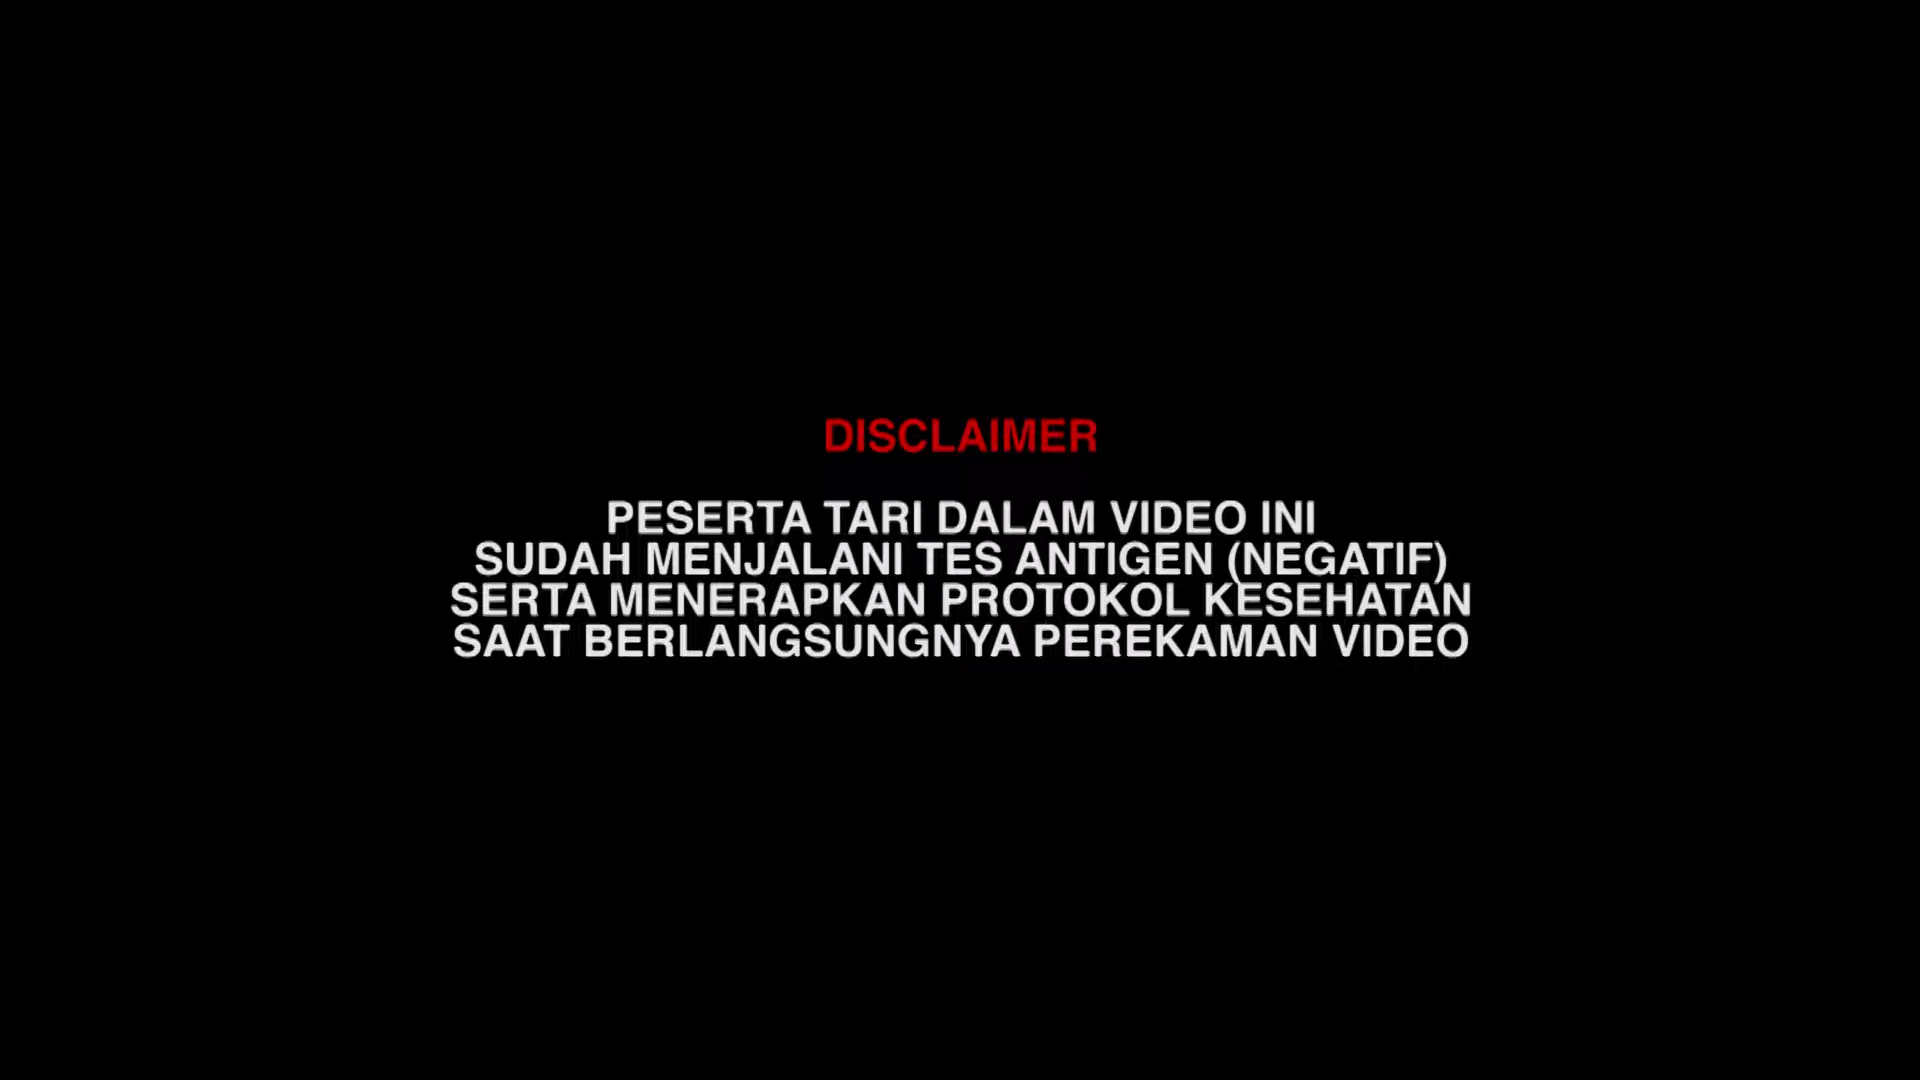 DISCLAIMER
PESERTA TARI DALAM VIDEO INI
SUDAH MENJALANI TES ANTIGEN (NEGATIF)
SERTA MENERAPKAN PROTOKOL KESEHATAN
SAAT BERLANGSUNGNYA PEREKAMAN VIDEO